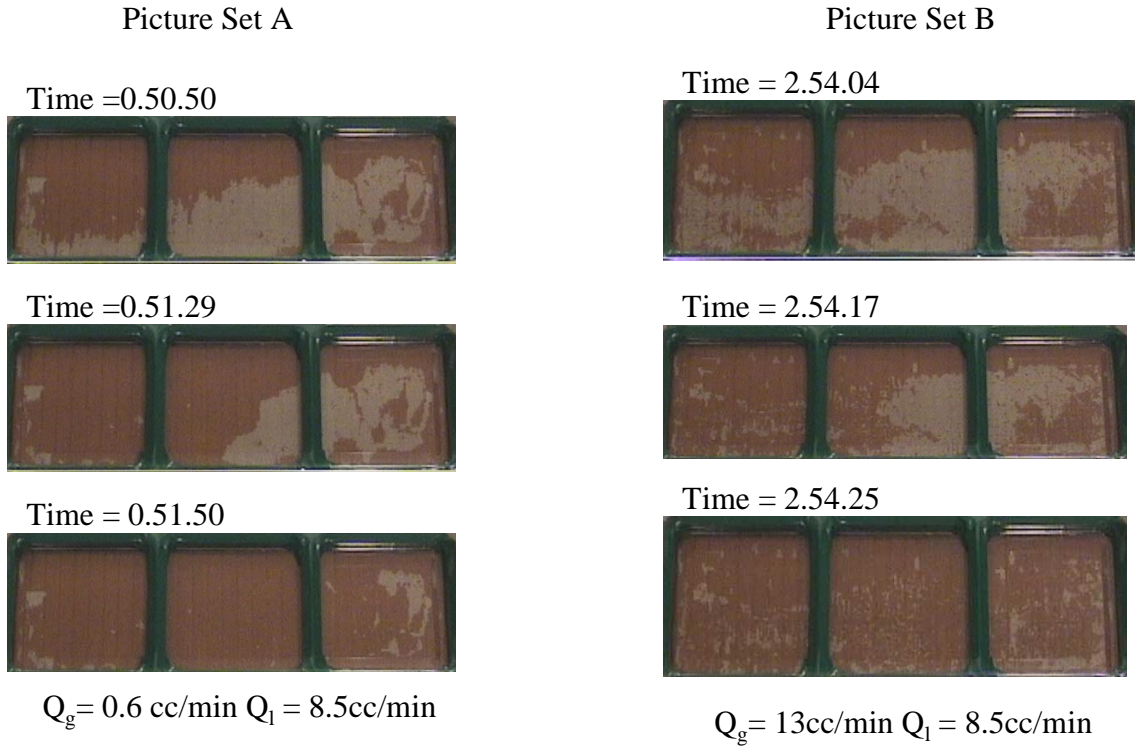 Picture Set A
Time =0.50.50
Time =0.51.29
Time = 0.51.50
Qg= 0.6 cc/min Ql = 8.5cc/min
Picture Set B
Time = 2.54.04
Time = 2.54.17
Time = 2.54.25
Qg= 13cc/min Ql = 8.5cc/min